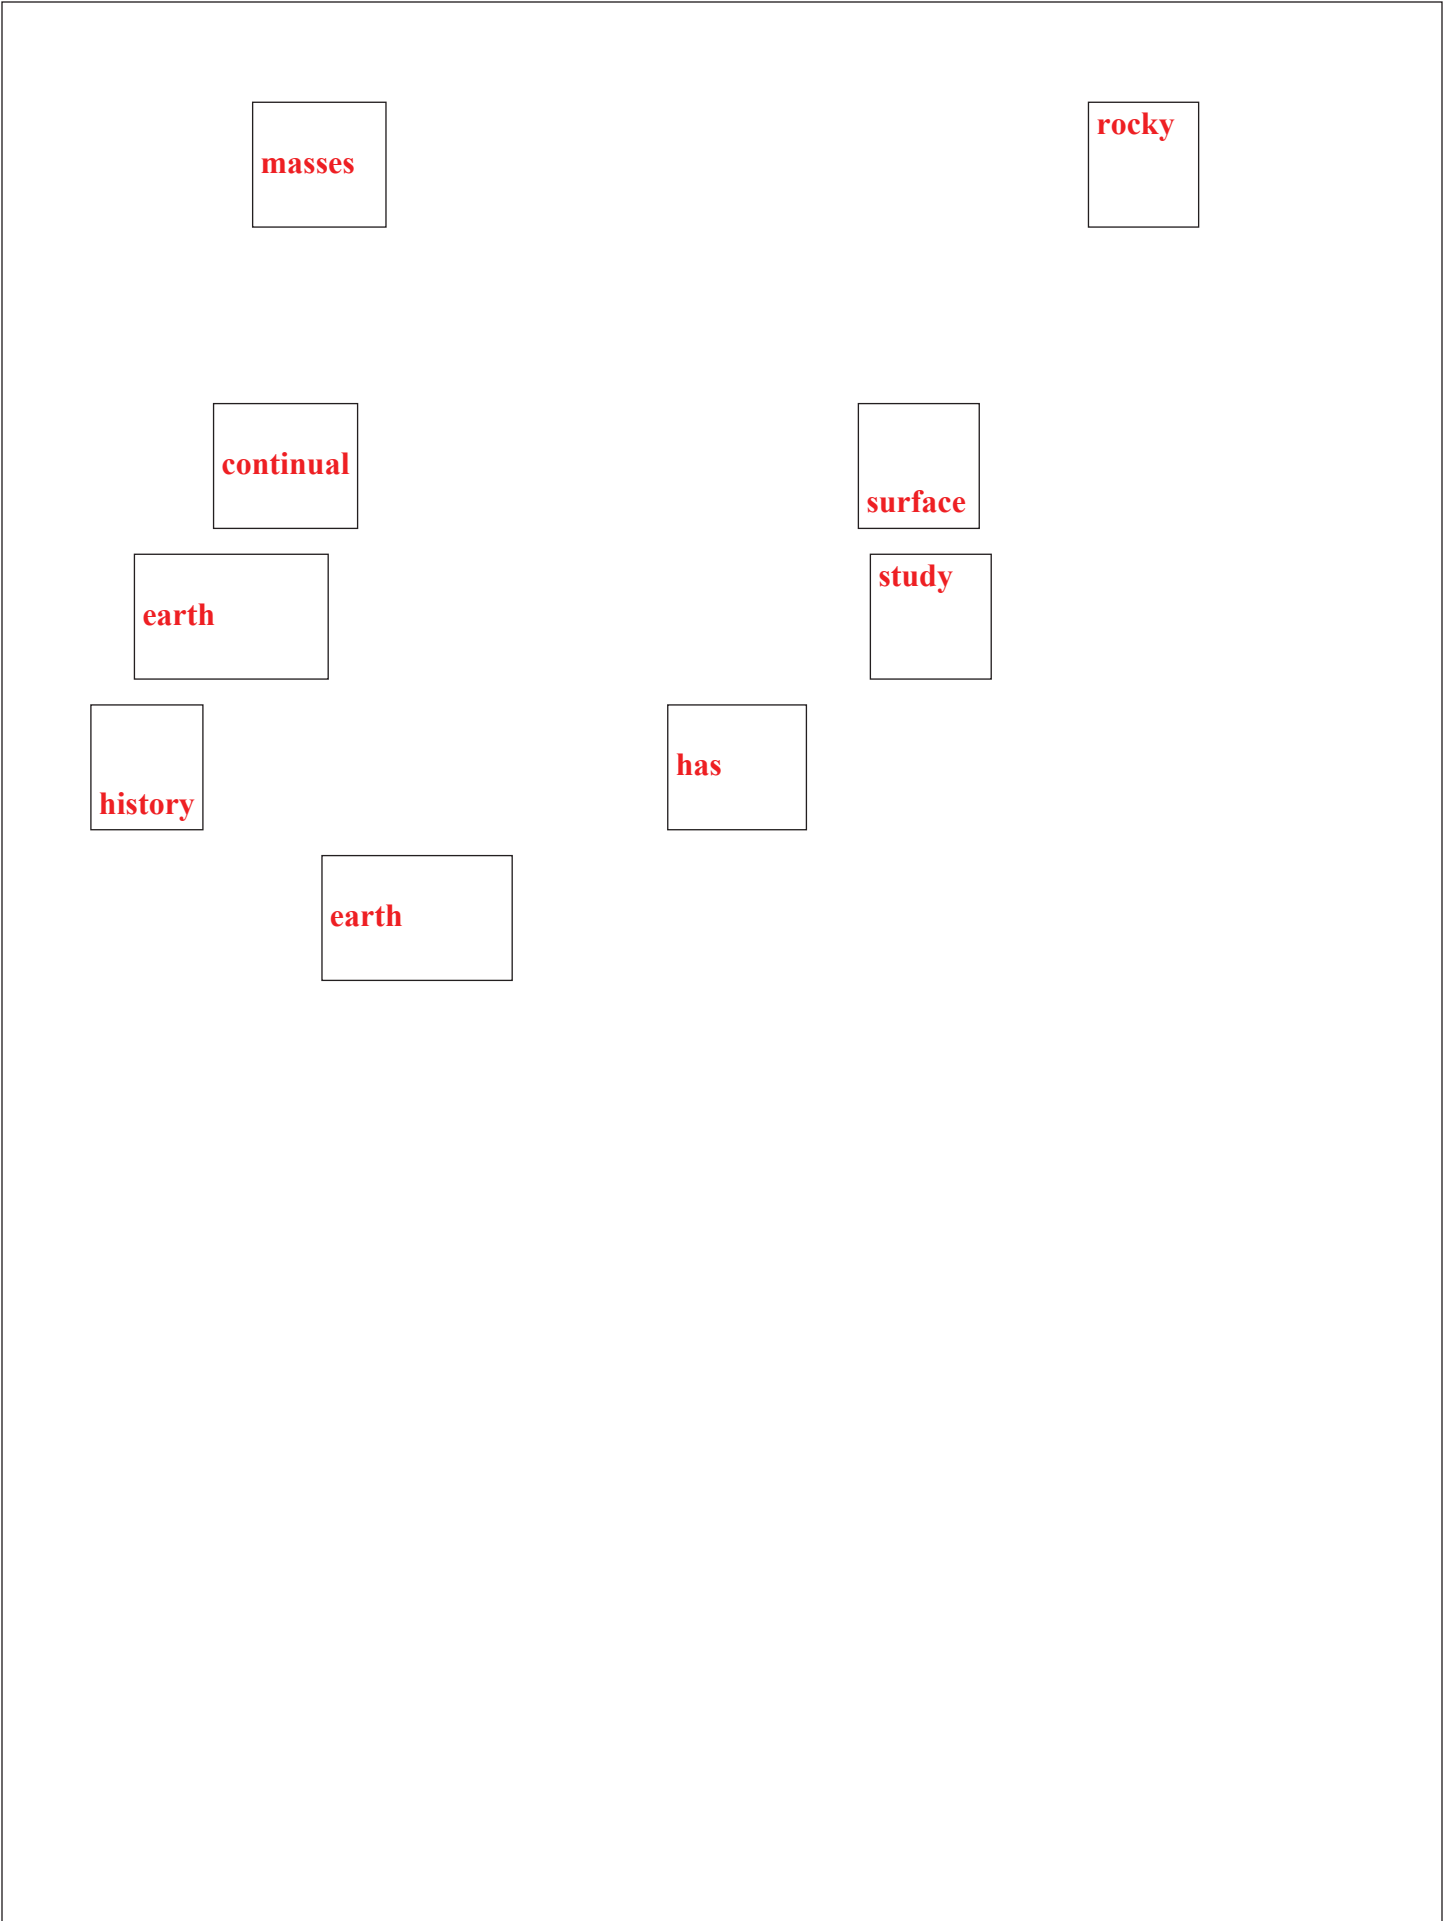 masses rocky
continual surface
earth study
history has
earth